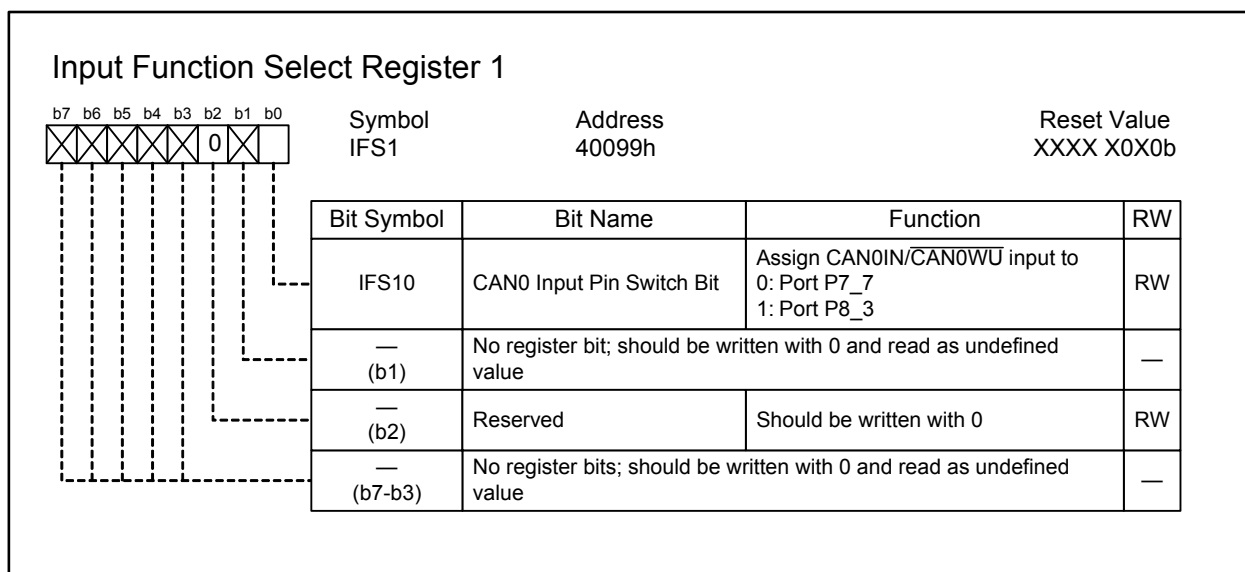 Input Function Select Register 1
b7 b6 b5 b4 b3 b2 b1 b0
0
Symbol Address Reset Value
IFS1 40099h XXXX X0X0b
Bit Symbol Bit Name Function RW
IFS10 CAN0 Input Pin Switch Bit Assign CAN0IN/CAN0WU input to
0: Port P7_7
1: Port P8_3 RW
—
(b1) No register bit; should be written with 0 and read as undefined
value —
—
(b2) Reserved Should be written with 0 RW
—
(b7-b3) No register bits; should be written with 0 and read as undefined
value —